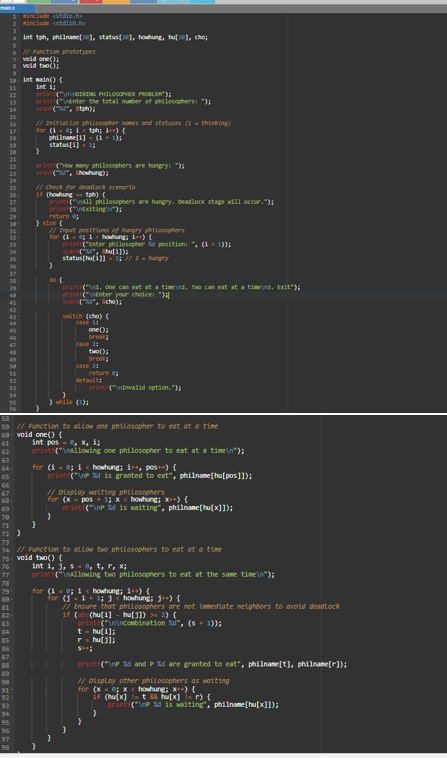 main.c
1 #include <stdio.h>
2 #include <stdlib.h>
3
4 int tph, philname[20], status[20], howhung, hu[20], cho;
5
6 // Function prototypes
7 void one();
8 void two();
9
10 int main() {
11 int i;
12 printf("\n\nDINING PHILOSOPHER PROBLEM");
13 printf("\nEnter the total number of philosophers: ");
14 scanf("%d", &tph);
15
16 // Initialize philosopher names and statuses (1 = thinking)
17 for (i = 0; i < tph; i++) {
18 philname[i] = (i + 1);
19 status[i] = 1;
20 }
21
22 printf("How many philosophers are hungry: ");
23 scanf("%d", &howhung);
24
25 // Check for deadlock scenario
26 if (howhung == tph) {
27 printf("\nAll philosophers are hungry. Deadlock stage will occur.");
28 printf("\nExiting\n");
29 return 0;
30 } else {
31 // Input positions of hungry philosophers
32 for (i = 0; i < howhung; i++) {
33 printf("Enter philosopher %d position: ", (i + 1));
34 scanf("%d", &hu[i]);
35 status[hu[i]] = 2; // 2 = hungry
36 }
37
38 do {
39 printf("\n1. One can eat at a time\n2. Two can eat at a time\n3. Exit");
40 printf("\nEnter your choice: ");
41 scanf("%d", &cho);
42
43 switch (cho) {
44 case 1:
45 one();
46 break;
47 case 2:
48 two();
49 break;
50 case 3:
51 return 0;
52 default:
53 printf("\nInvalid option.");
54 }
55 } while (1);
56 }
58
59 // Function to allow one philosopher to eat at a time
60 void one() {
61 int pos = 0, x, i;
62 printf("\nAllowing one philosopher to eat at a time\n");
63
64 for (i = 0; i < howhung; i++, pos++) {
65 printf("\nP %d is granted to eat", philname[hu[pos]]);
66
67 // Display waiting philosophers
68 for (x = pos + 1; x < howhung; x++) {
69 printf("\nP %d is waiting", philname[hu[x]]);
70 }
71 }
72 }
73
74 // Function to allow two philosophers to eat at a time
75 void two() {
76 int i, j, s = 0, t, r, x;
77 printf("\nAllowing two philosophers to eat at the same time\n");
78
79 for (i = 0; i < howhung; i++) {
80 for (j = i + 1; j < howhung; j++) {
81 // Ensure that philosophers are not immediate neighbors to avoid deadlock
82 if (abs(hu[i] - hu[j]) >= 2) {
83 printf("\n\nCombination %d", (s + 1));
84 t = hu[i];
85 r = hu[j];
86 s++;
87
88 printf("\nP %d and P %d are granted to eat", philname[t], philname[r]);
89
90 // Display other philosophers as waiting
91 for (x = 0; x < howhung; x++) {
92 if (hu[x] != t && hu[x] != r) {
93 printf("\nP %d is waiting", philname[hu[x]]);
94 }
95 }
96 }
97 }
98 }